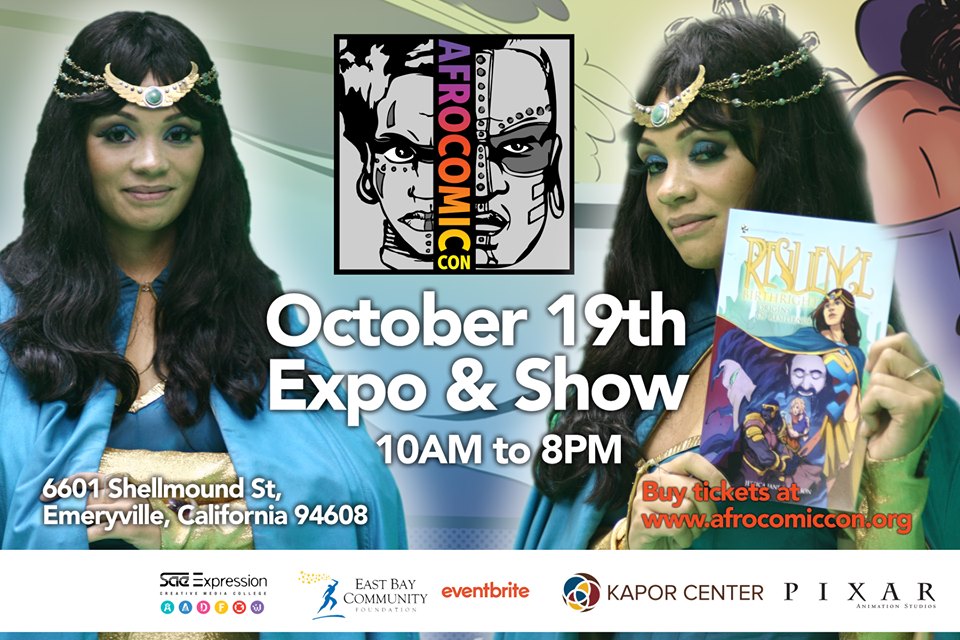 AFROCOMIC
CON
October 19th
Expo & Show
10AM to 8PM
6601 Shellmound St,
Emeryville, California 94608
RESILIENCE
Buy tickets at
www.afrocomiccon.org
SAE Expression
CREATIVE MEDIA COLLEGE
A A D F G M
EAST BAY
COMMUNITY
FOUNDATION
eventbrite
KAPOR CENTER
PIXAR
ANIMATION STUDIOS